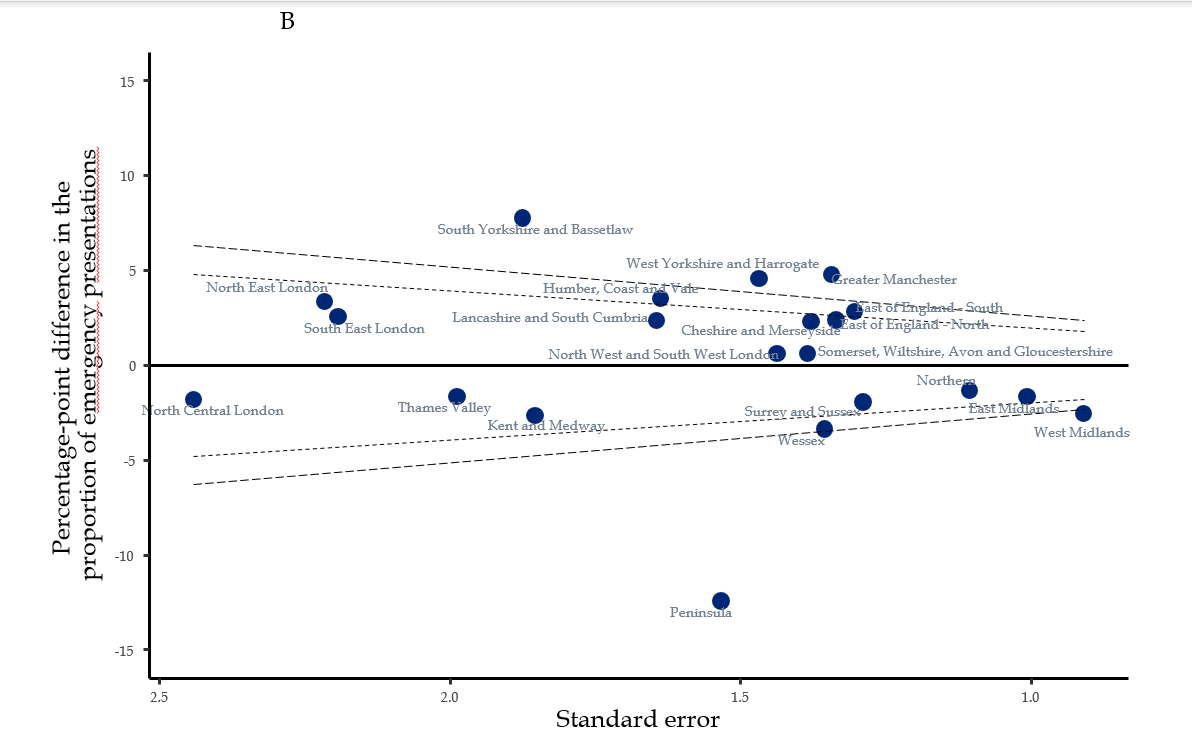 B
Percentage-point difference in the
proportion of emergency presentations
15
10
5
0
-5
-10
-15
South Yorkshire and Bassetlaw
West Yorkshire and Harrogate
Greater Manchester
North East London
Humber, Coast and Vale
East of England - South
Lancashire and South Cumbria
East of England - North
South East London
Cheshire and Merseyside
North West and South West London
Somerset, Wiltshire, Avon and Gloucestershire
Northern
North Central London
Thames Valley
Surrey and Sussex
East Midlands
Kent and Medway
West Midlands
Wessex
Peninsula
2.5
2.0
1.5
1.0
Standard error